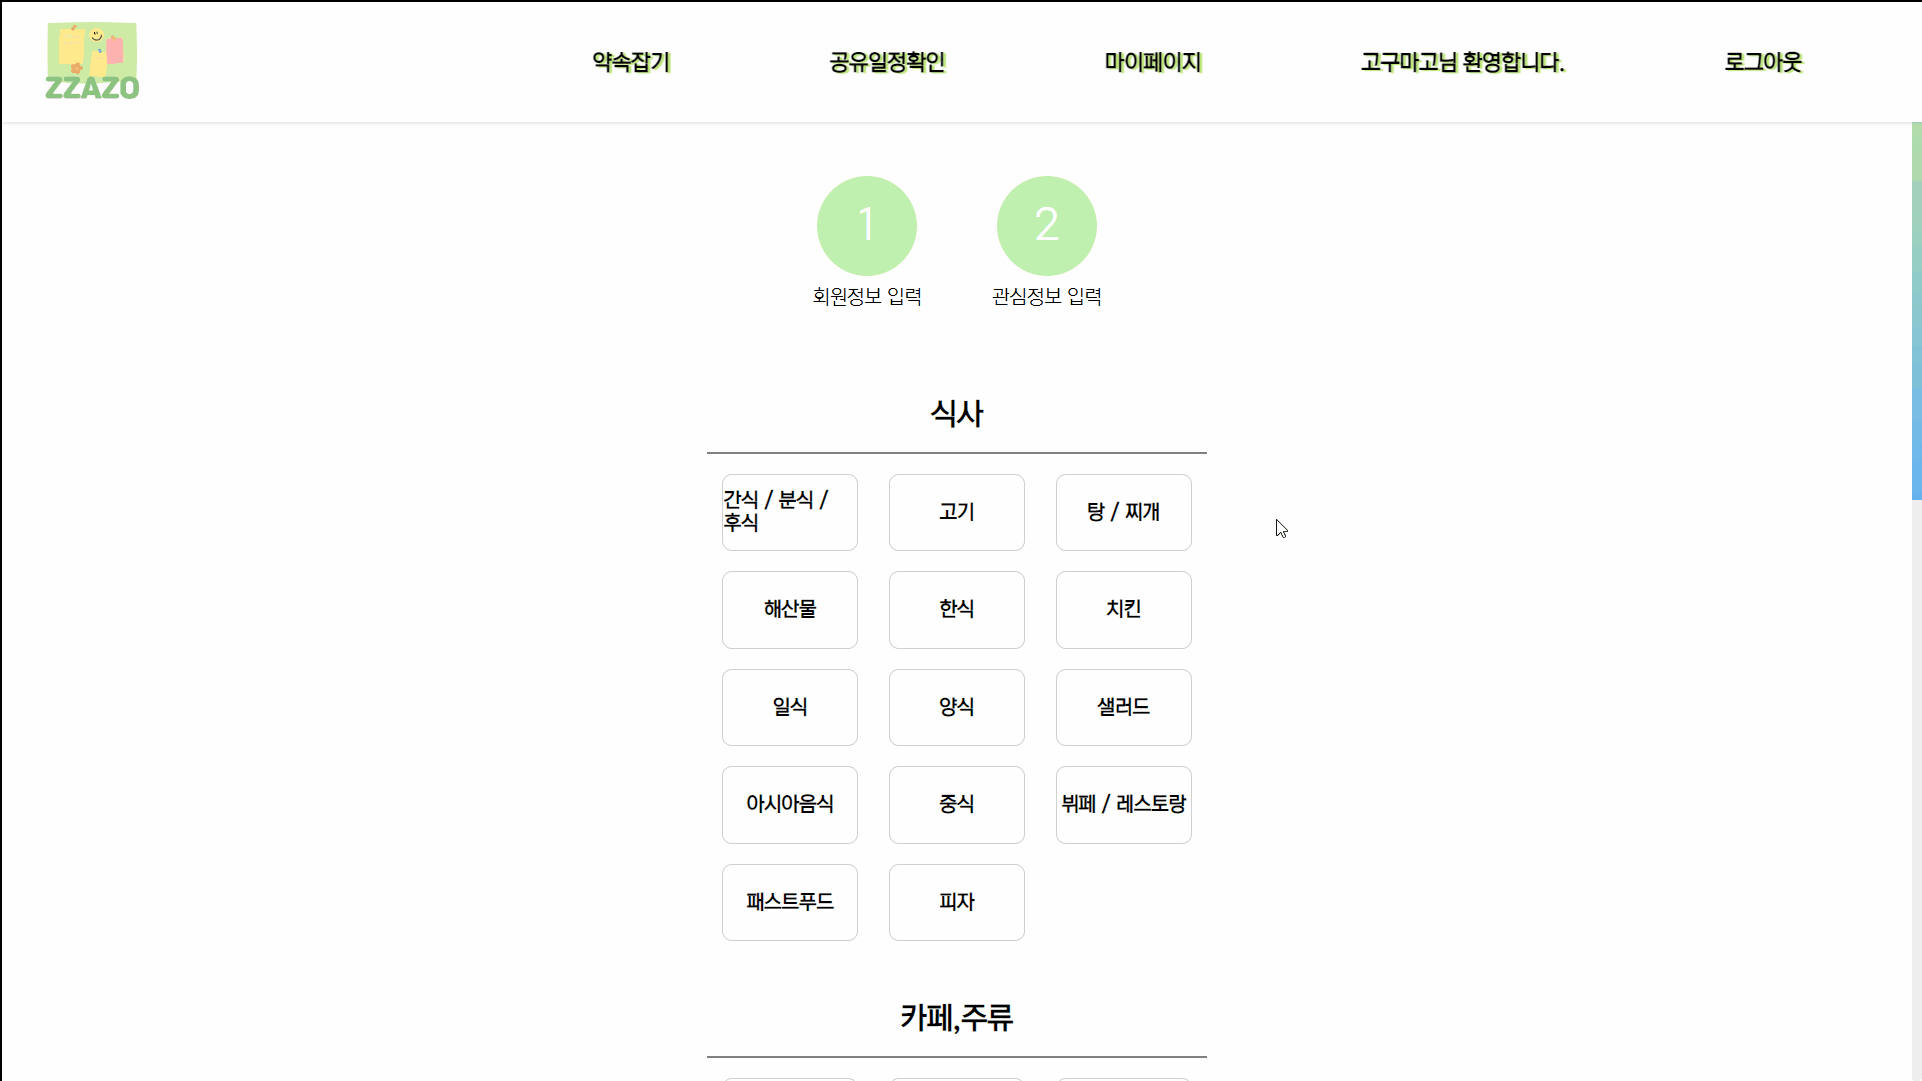 ZZAZO
약속잡기
공유일정확인
마이페이지
고구마고님 환영합니다.
로그아웃
1
2
회원정보 입력
관심정보 입력
식사
간식 / 분식 /
후식
고기
탕 / 찌개
해산물
한식
치킨
일식
양식
샐러드
아시아음식
중식
뷔페 / 레스토랑
패스트푸드
피자
카페,주류